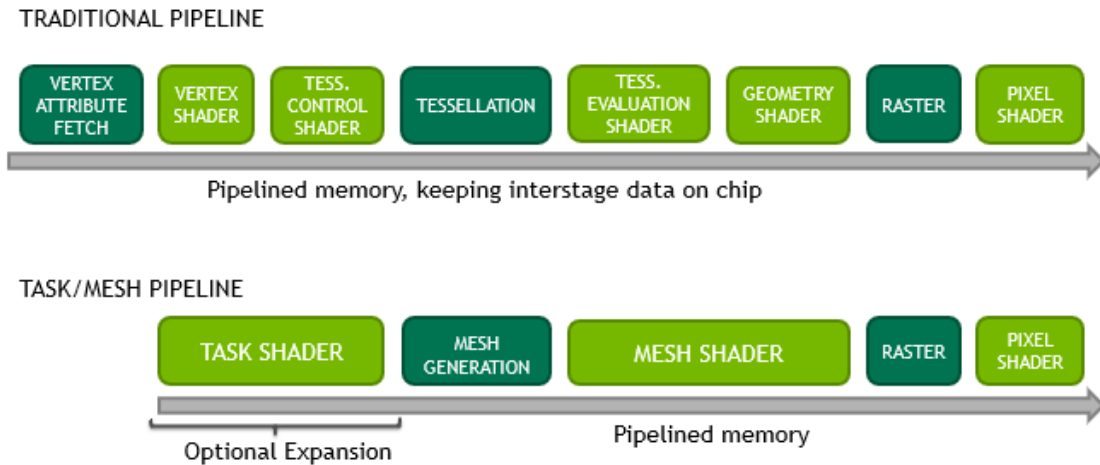 TRADITIONAL PIPELINE
VERTEX
ATTRIBUTE
FETCH
VERTEX
SHADER
TESS.
CONTROL
SHADER
TESSELLATION
TESS.
EVALUATION
SHADER
GEOMETRY
SHADER
RASTER
PIXEL
SHADER
Pipelined memory, keeping interstage data on chip
TASK/MESH PIPELINE
TASK SHADER
MESH
GENERATION
MESH SHADER
RASTER
PIXEL
SHADER
Optional Expansion
Pipelined memory